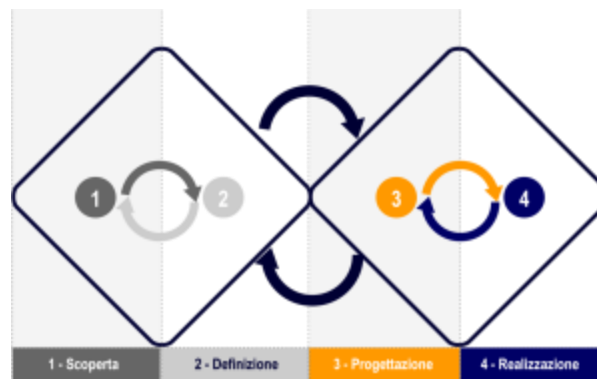 1
2
3
4
1 - Scoperta
2 - Definizione
3 - Progettazione
4 - Realizzazione